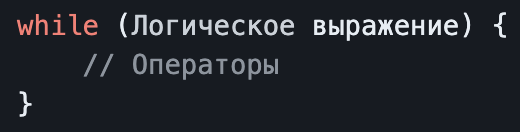 while (Логическое выражение) {
// Операторы
}